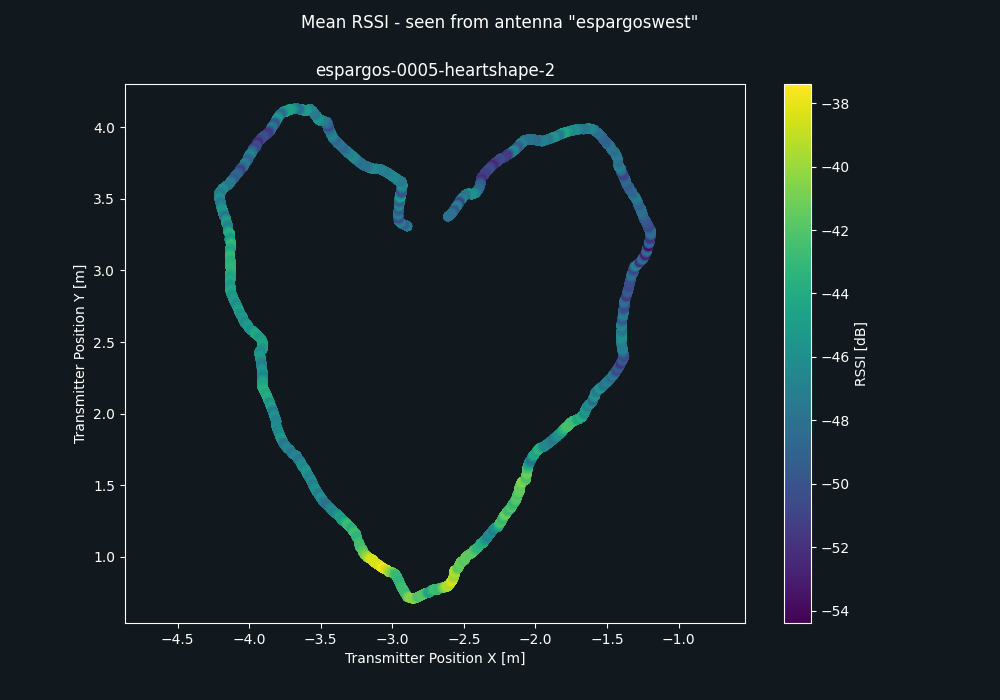 Mean RSSI - seen from antenna "espargoswest"
espargos-0005-heartshape-2
4.0
3.5
3.0
2.5
2.0
1.5
1.0
Transmitter Position Y [m]
−4.5 −4.0 −3.5 −3.0 −2.5 −2.0 −1.5 −1.0
Transmitter Position X [m]
−38
−40
−42
−44
−46
−48
−50
−52
−54
RSSI [dB]